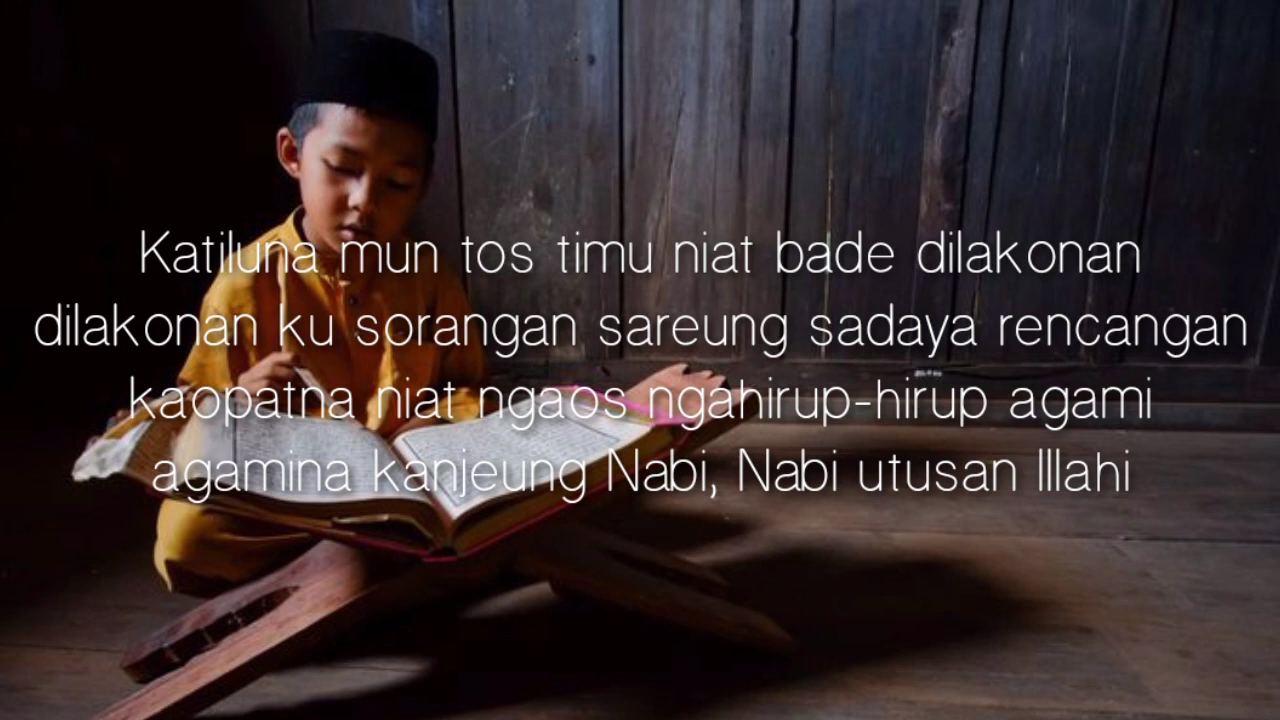 Katiluna mun tos timu niat bade dilakonan
dilakonan ku sorangan sareung sadaya rencangan
kaopatna niat ngaos ngahirup-hirup agami
agamina kanjeung Nabi, Nabi utusan Illahi